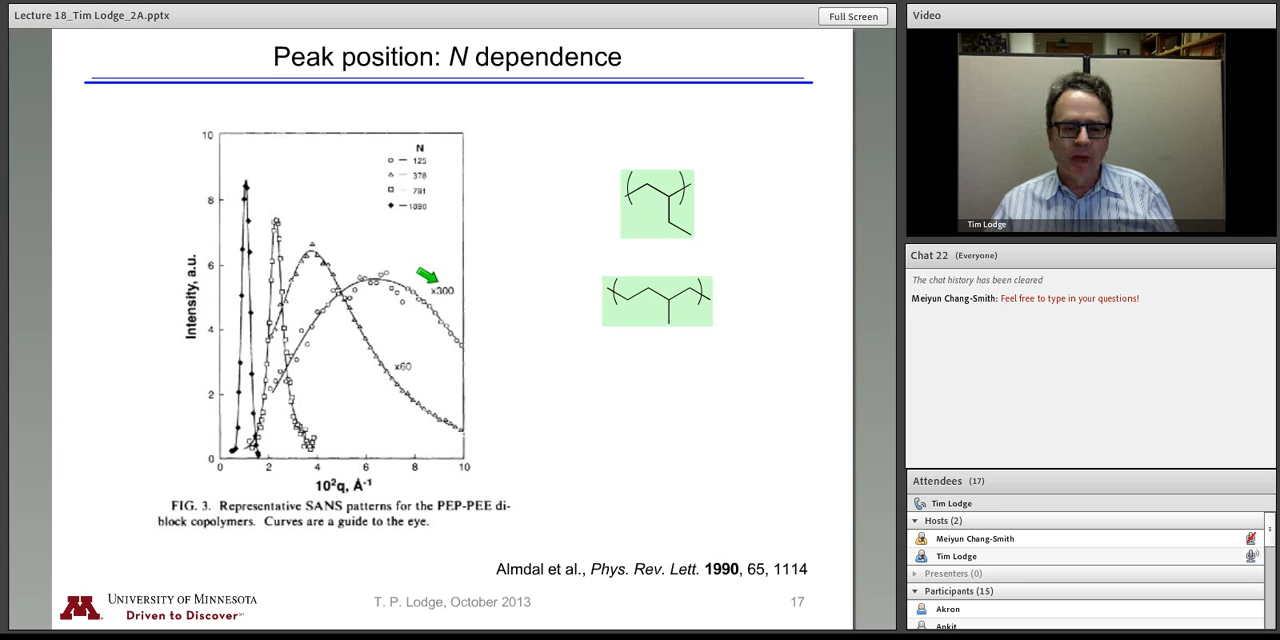 Lecture 18_Tim Lodge_2A.pptx
Full Screen
Peak position: N dependence
10
8
6
4
2
0
Intensity, a.u.
N
125
378
791
1890
x300
x60
0 2 4 6 8 10
10²q, Å⁻¹
FIG. 3. Representative SANS patterns for the PEP-PEE di-
block copolymers. Curves are a guide to the eye.
Almdal et al., Phys. Rev. Lett. 1990, 65, 1114
UNIVERSITY OF MINNESOTA
Driven to Discover℠
T. P. Lodge, October 2013
17
Video
Tim Lodge
Chat 22 (Everyone)
The chat history has been cleared
Meiyun Chang-Smith: Feel free to type in your questions!
Attendees (17)
Tim Lodge
Hosts (2)
Meiyun Chang-Smith
Tim Lodge
Presenters (0)
Participants (15)
Akron
Ankit